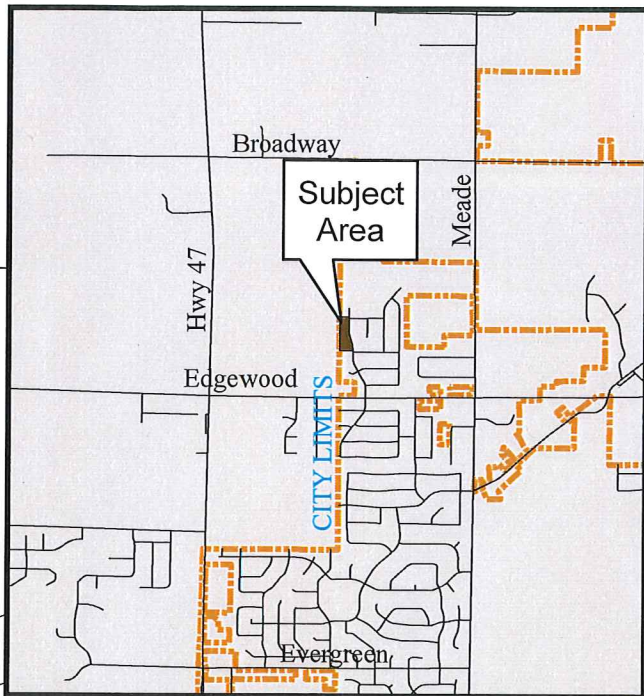 Broadway
Subject
Area
Meade
Hwy 47
Edgewood
CITY LIMITS
Evergreen